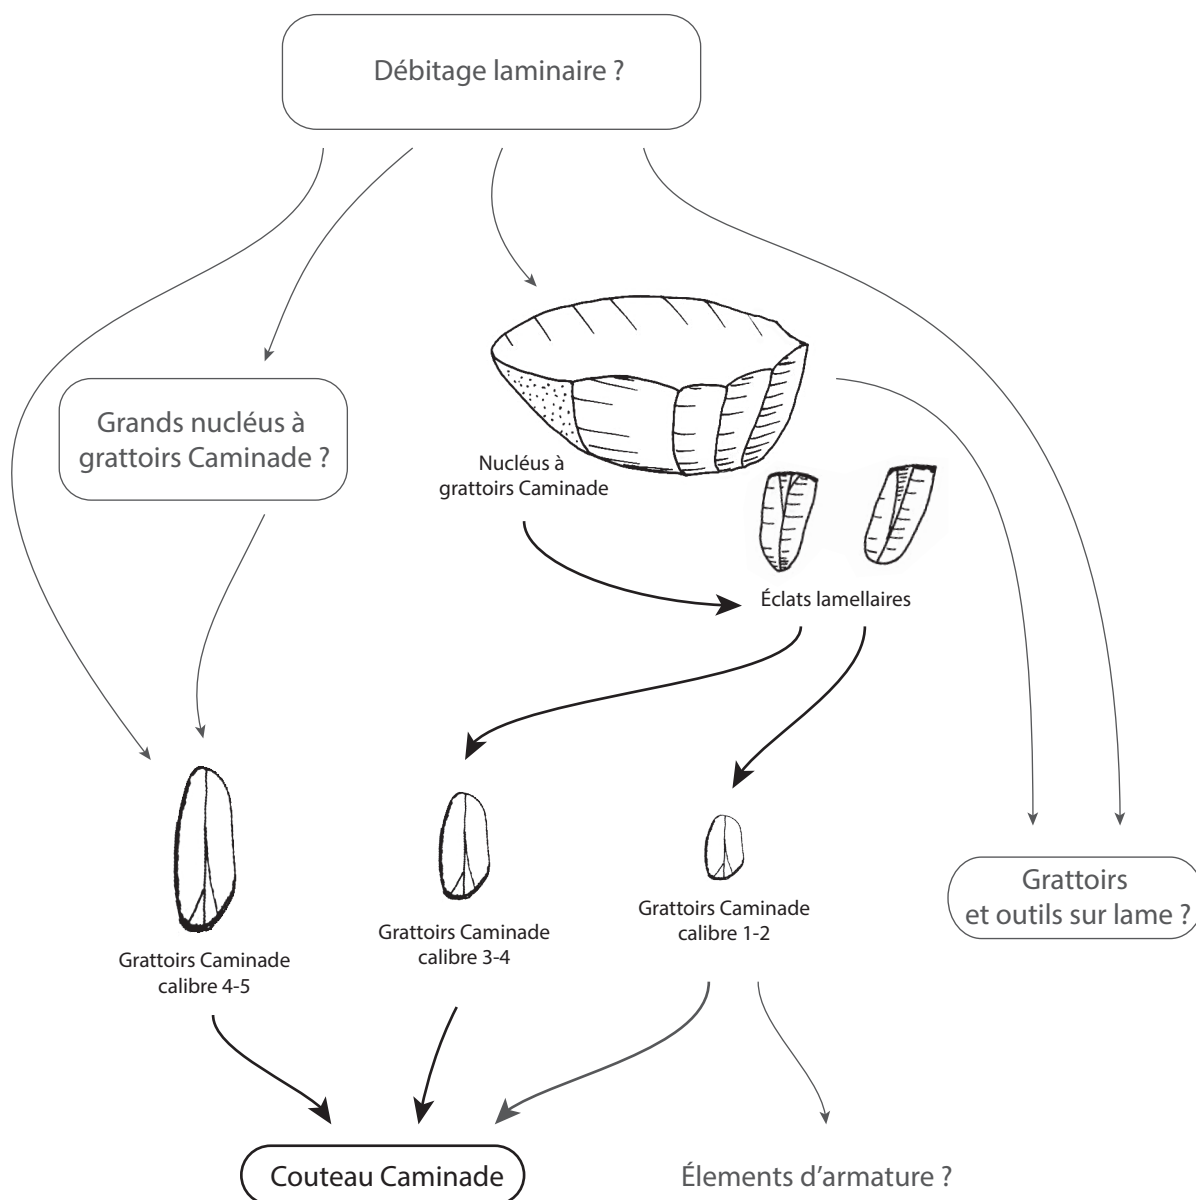 Débitage laminaire ?
Grands nucléus à
grattoirs Caminade ?
Nucléus à
grattoirs Caminade
Éclats lamellaires
Grattoirs Caminade
calibre 4-5
Grattoirs Caminade
calibre 3-4
Grattoirs Caminade
calibre 1-2
Grattoirs
et outils sur lame ?
Couteau Caminade
Élements d'armature ?